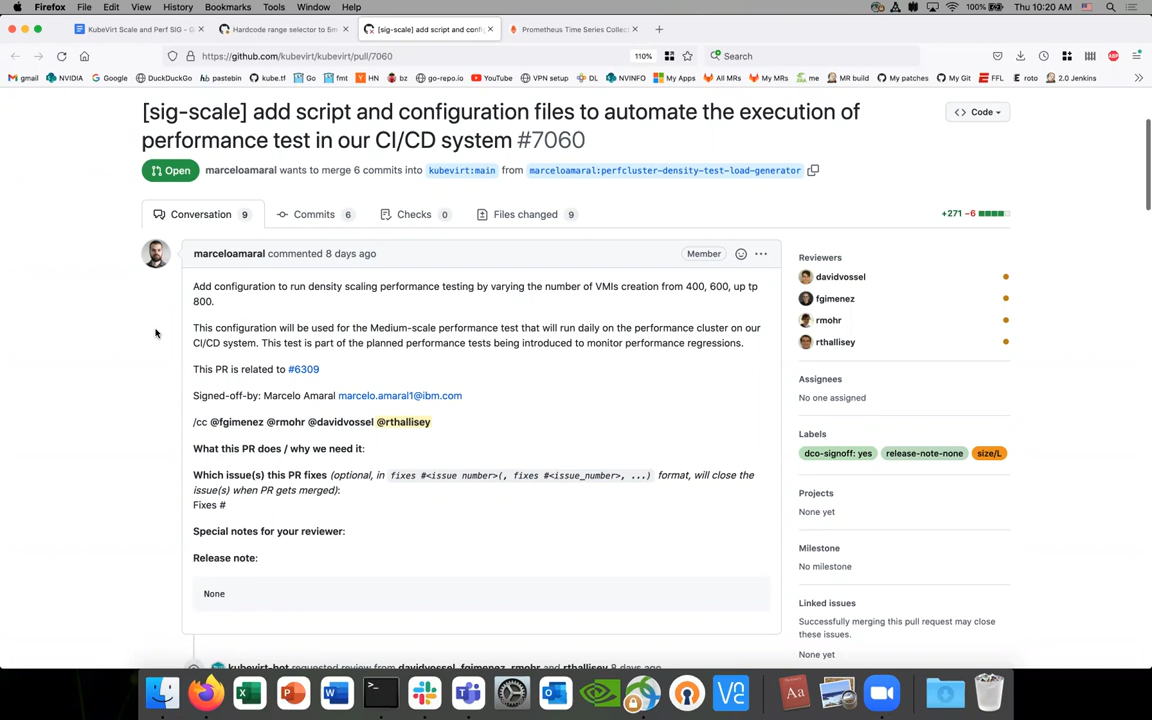 Firefox File Edit View History Bookmarks Tools Window Help 100% Thu 10:20 AM
KubeVirt Scale and Perf SIG - G
Hardcode range selector to 5m
[sig-scale] add script and confi
Prometheus Time Series Collect
https://github.com/kubevirt/kubevirt/pull/7060 110% Search
gmail NVIDIA Google DuckDuckGo pastebin kube.tf Go fmt HN bz go-repo.io YouTube VPN setup DL NVINFO My Apps All MRs My MRs me MR build My patches My Git FFL roto 2.0 Jenkins
[sig-scale] add script and configuration files to automate the execution of
performance test in our CI/CD system #7060
Code
Open marceloamaral wants to merge 6 commits into kubevirt:main from marceloamaral:perfcluster-density-test-load-generator
Conversation 9 Commits 6 Checks 0 Files changed 9 +271 −6
marceloamaral commented 8 days ago Member
Add configuration to run density scaling performance testing by varying the number of VMIs creation from 400, 600, up tp
800.
This configuration will be used for the Medium-scale performance test that will run daily on the performance cluster on our
CI/CD system. This test is part of the planned performance tests being introduced to monitor performance regressions.
This PR is related to #6309
Signed-off-by: Marcelo Amaral marcelo.amaral1@ibm.com
/cc @fgimenez @rmohr @davidvossel @rthallisey
What this PR does / why we need it:
Which issue(s) this PR fixes (optional, in fixes #<issue number>(, fixes #<issue_number>, ...) format, will close the
issue(s) when PR gets merged):
Fixes #
Special notes for your reviewer:
Release note:
None
kubevirt-bot requested review from davidvossel, fgimenez, rmohr and rthallisey 8 days ago
Reviewers
davidvossel
fgimenez
rmohr
rthallisey
Assignees
No one assigned
Labels
dco-signoff: yes release-note-none size/L
Projects
None yet
Milestone
No milestone
Linked issues
Successfully merging this pull request may close
these issues.
None yet